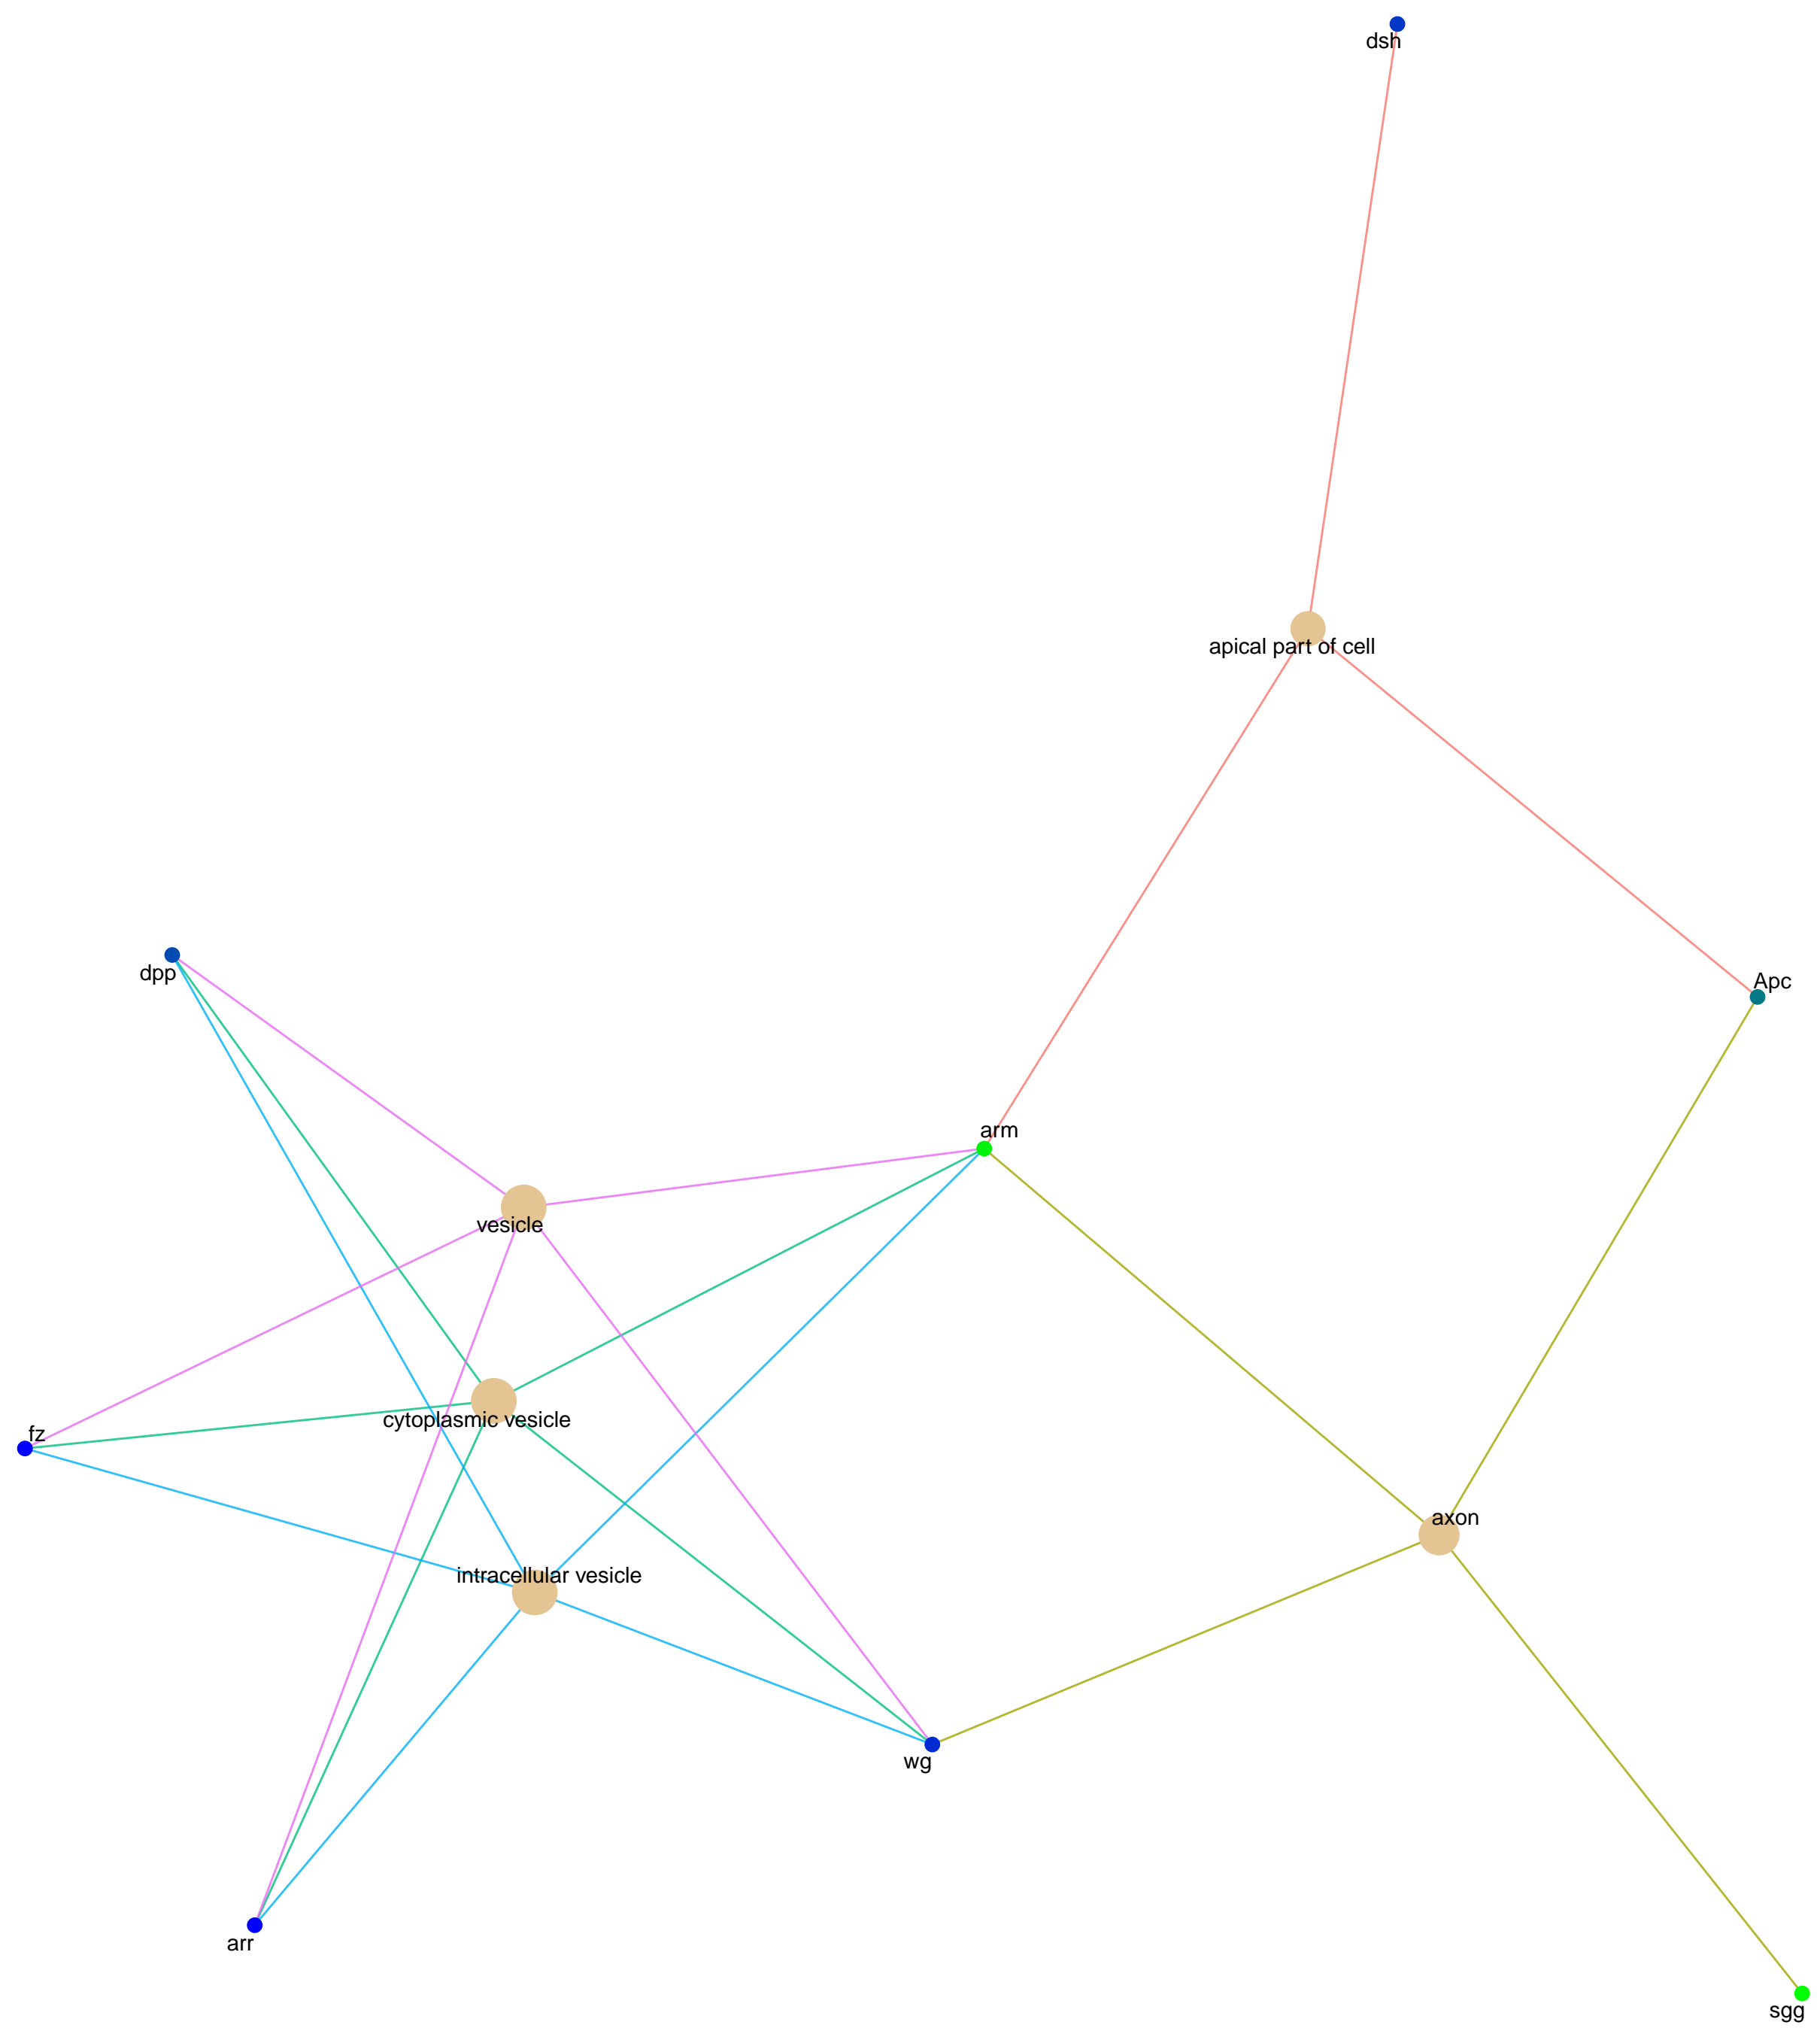 dsh
apical part of cell
dpp
Apc
arm
vesicle
cytoplasmic vesicle
fz
axon
intracellular vesicle
wg
arr
sgg